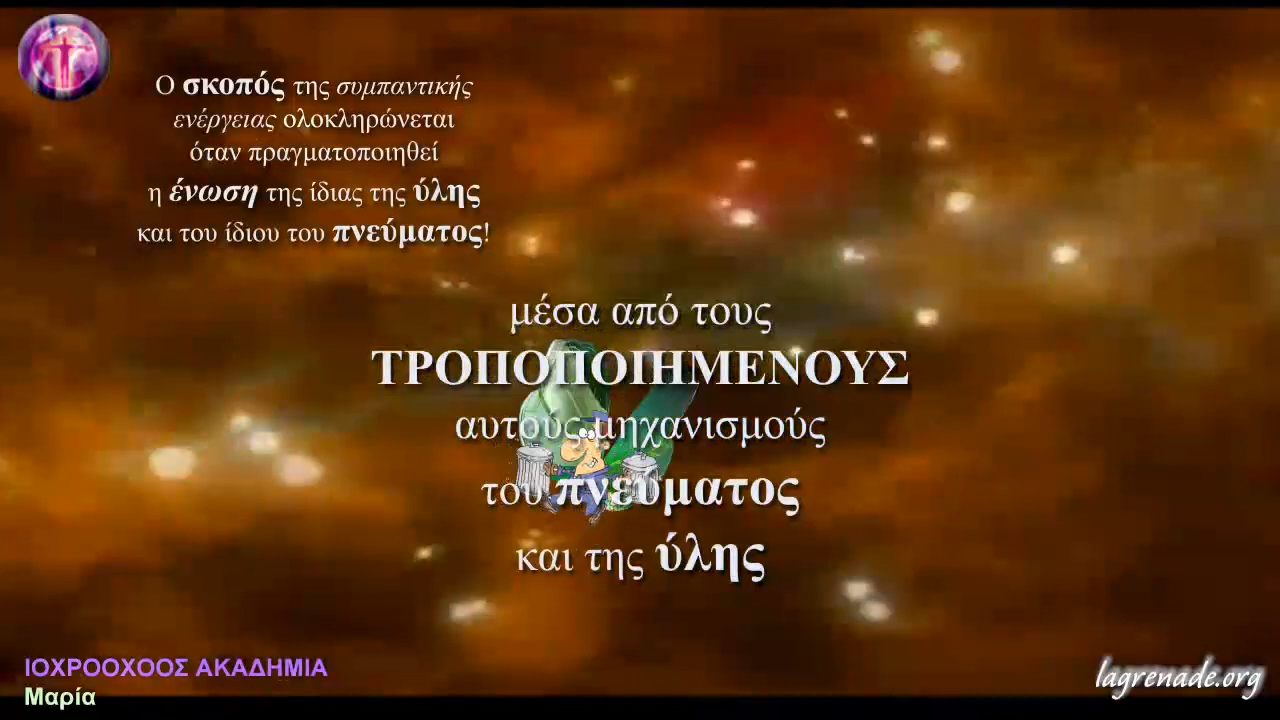 Ο σκοπός της συμπαντικής
ενέργειας ολοκληρώνεται
όταν πραγματοποιηθεί
η ένωση της ίδιας της ύλης
και του ίδιου του πνεύματος!
μέσα από τους
ΤΡΟΠΟΠΟΙΗΜΕΝΟΥΣ
αυτούς μηχανισμούς
του πνεύματος
και της ύλης
ΙΟΧΡΟΟΧΟΟΣ ΑΚΑΔΗΜΙΑ
Μαρία
lagrenade.org